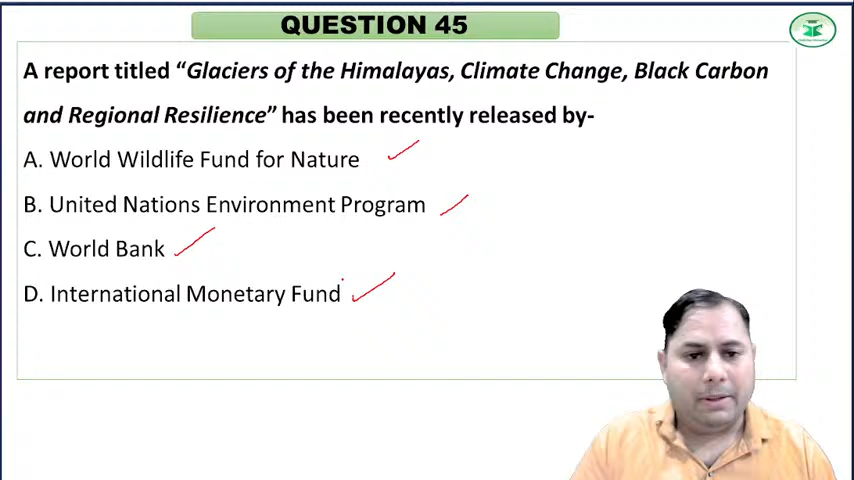 QUESTION 45
A report titled “Glaciers of the Himalayas, Climate Change, Black Carbon
and Regional Resilience” has been recently released by-
A. World Wildlife Fund for Nature
B. United Nations Environment Program
C. World Bank
D. International Monetary Fund